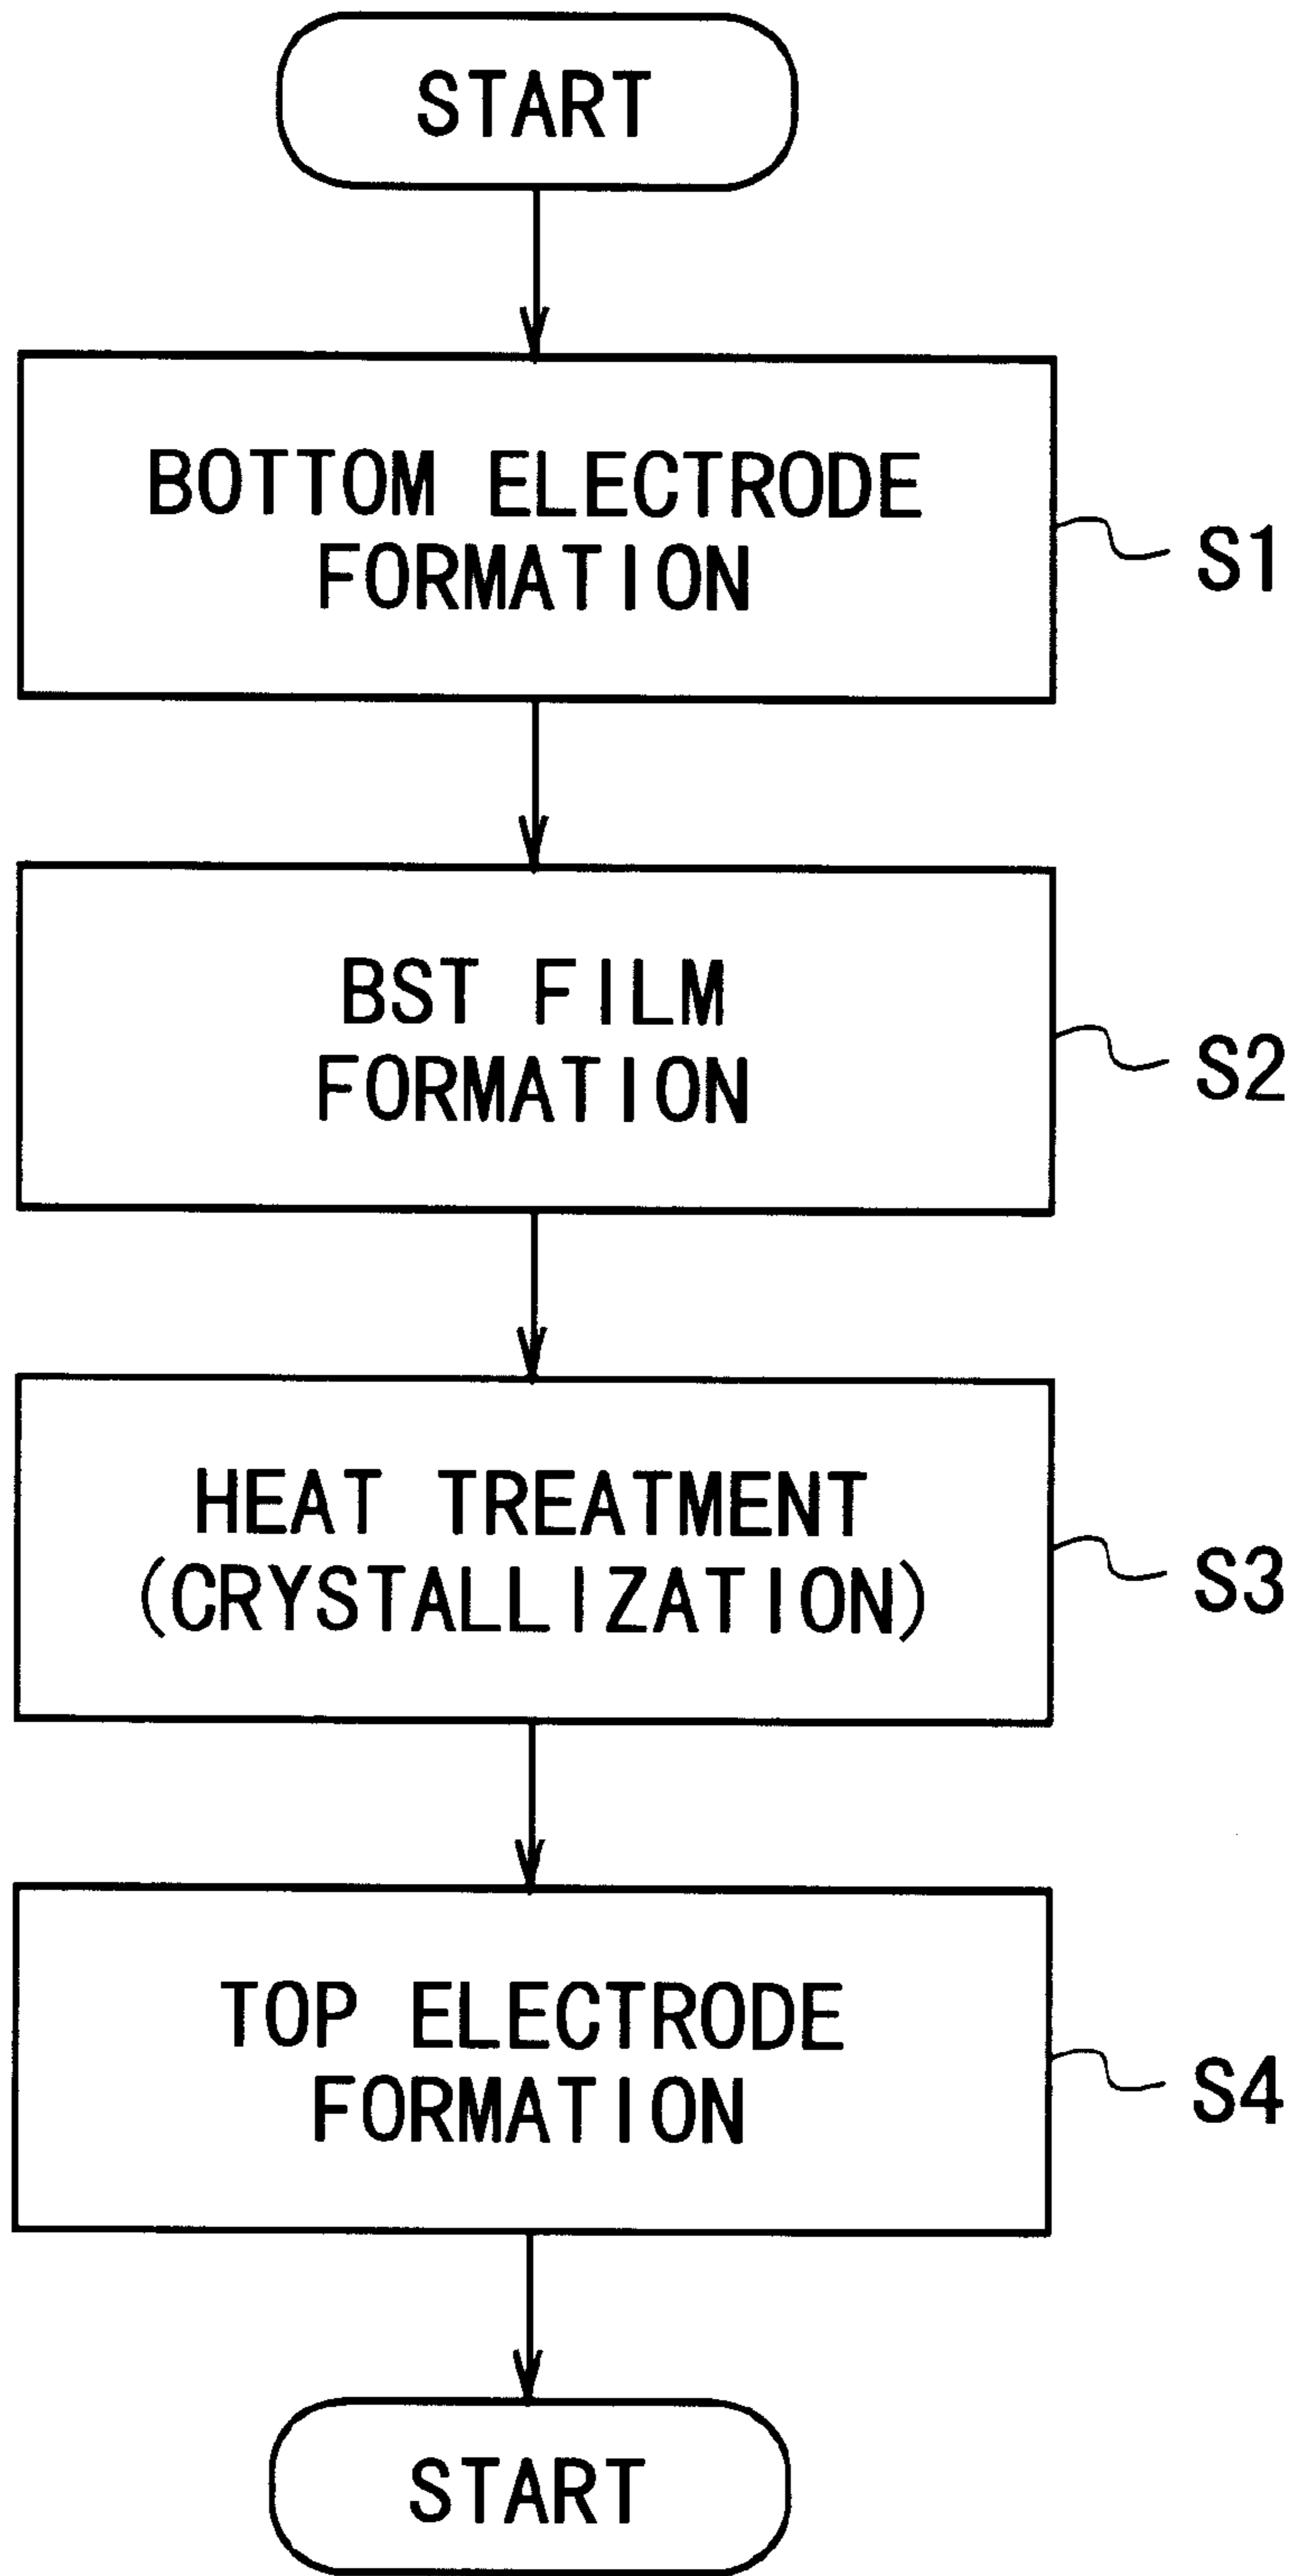 START
BOTTOM ELECTRODE
FORMATION
S1
BST FILM
FORMATION
S2
HEAT TREATMENT
(CRYSTALLIZATION)
S3
TOP ELECTRODE
FORMATION
S4
START